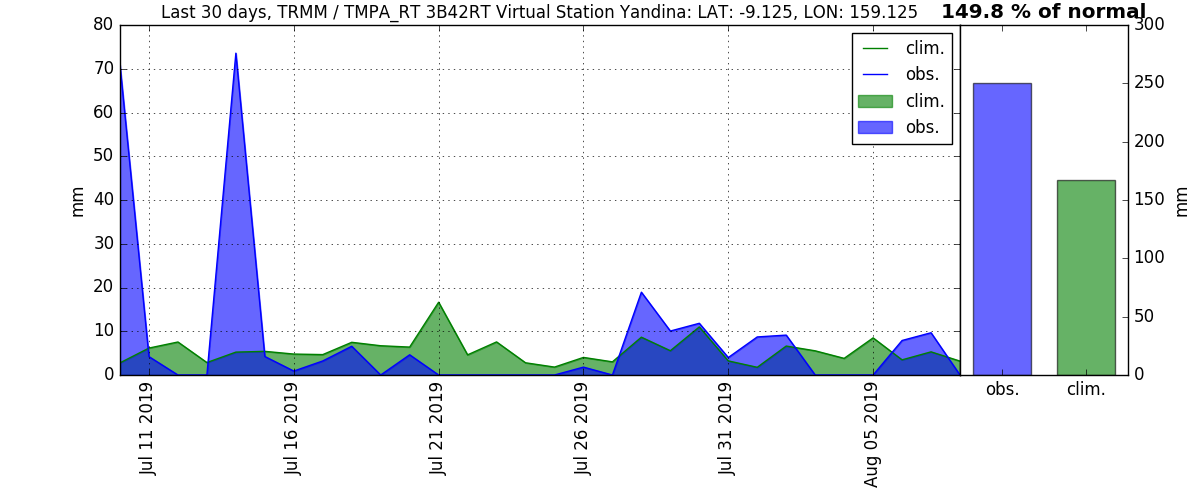 Last 30 days, TRMM / TMPA_RT 3B42RT Virtual Station Yandina: LAT: -9.125, LON: 159.125
149.8 % of normal
80
70
60
50
40
30
20
10
0
mm
clim.
obs.
clim.
obs.
300
250
200
150
100
50
0
mm
Jul 11 2019
Jul 16 2019
Jul 21 2019
Jul 26 2019
Jul 31 2019
Aug 05 2019
obs.
clim.